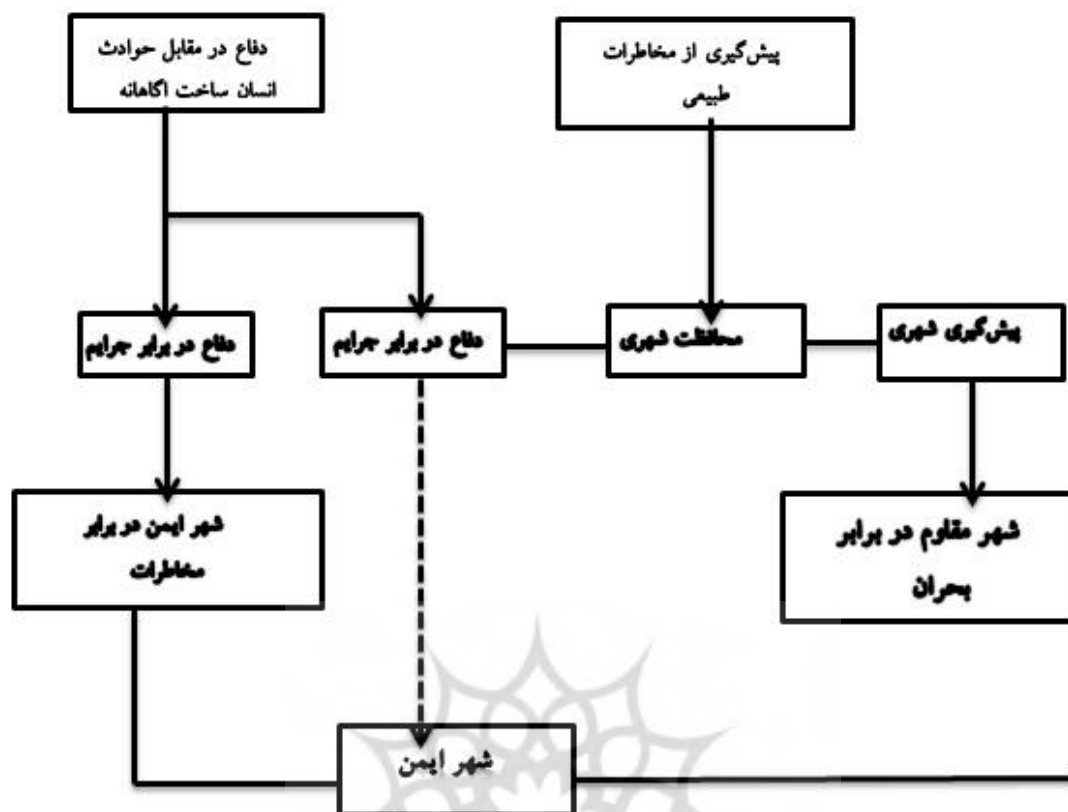 پیش‌گیری از مخاطرات
طبیعی
دفاع در مقابل حوادث
انسان ساخت اگاهانه
پیش‌گیری شهری
محافظت شهری
دفاع در برابر جرایم
دفاع در برابر جرایم
شهر مقاوم در برابر
بحران
شهر ایمن در برابر
مخاطرات
شهر ایمن